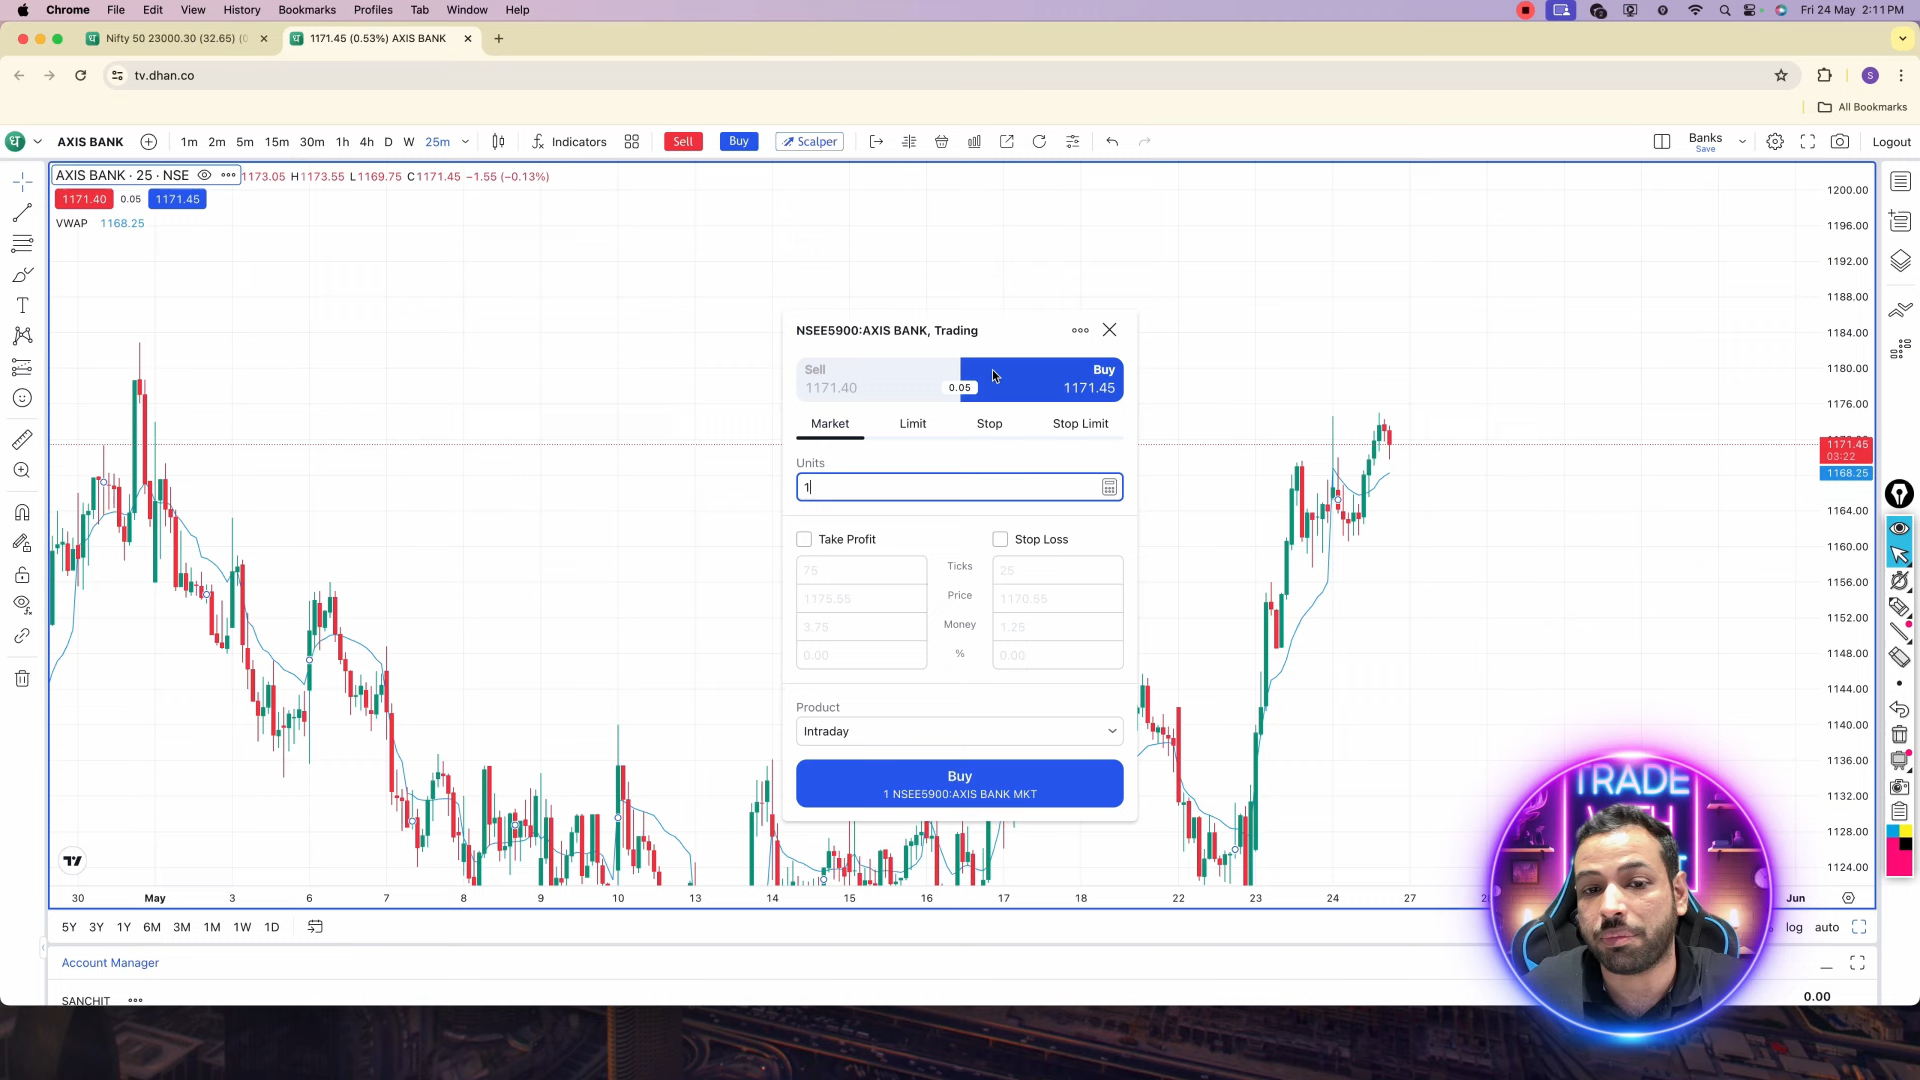 Chrome File Edit View History Bookmarks Profiles Tab Window Help Fri 24 May 2:11 PM
Nifty 50 23000.30 (32.65) 1171.45 (0.53%) AXIS BANK
tv.dhan.co S
All Bookmarks
AXIS BANK 1m 2m 5m 15m 30m 1h 4h D W 25m Indicators Sell Buy Scalper Banks Save Logout
AXIS BANK · 25 · NSE 1173.05 H1173.55 L1169.75 C1171.45 −1.55 (−0.13%)
1171.40 0.05 1171.45
VWAP 1168.25
1200.00
1196.00
1192.00
1188.00
1184.00
1180.00
1176.00
1171.45
03:22
1168.25
1164.00
1160.00
1156.00
1152.00
1148.00
1144.00
1140.00
1136.00
1132.00
1128.00
1124.00
NSEE5900:AXIS BANK, Trading
Sell Buy
1171.40 0.05 1171.45
Market Limit Stop Stop Limit
Units
1
Take Profit Stop Loss
75 Ticks 25
1175.55 Price 1170.55
3.75 Money 1.25
0.00 % 0.00
Product
Intraday
Buy
1 NSEE5900:AXIS BANK MKT
TRADE
WITH
30 May 3 6 7 8 9 10 13 14 15 16 17 18 22 23 24 27 Jun
5Y 3Y 1Y 6M 3M 1M 1W 1D log auto
Account Manager
SANCHIT 0.00